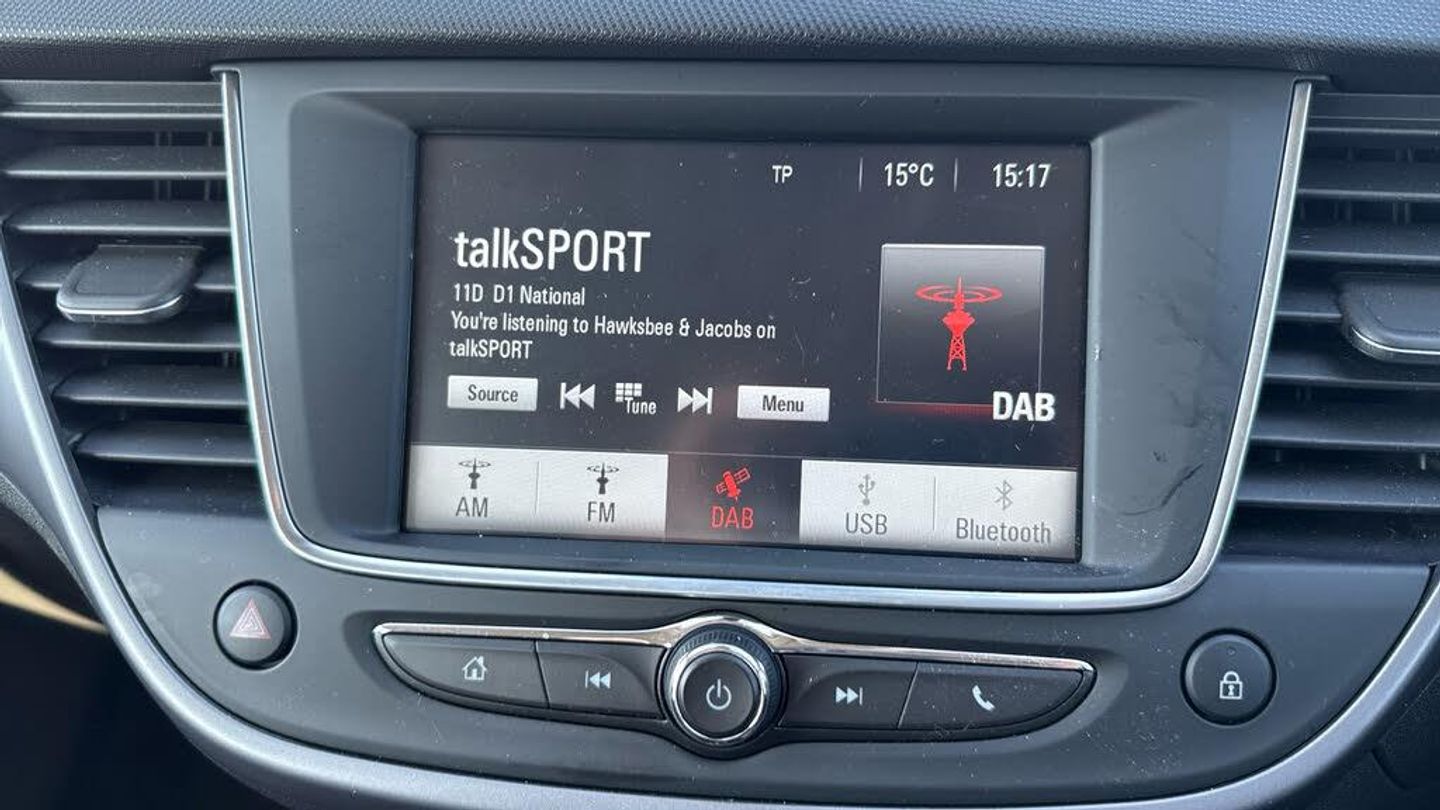 TP 15°C 15:17
talkSPORT
11D D1 National
You're listening to Hawksbee & Jacobs on
talkSPORT
Source Tune Menu
DAB
AM FM DAB USB Bluetooth